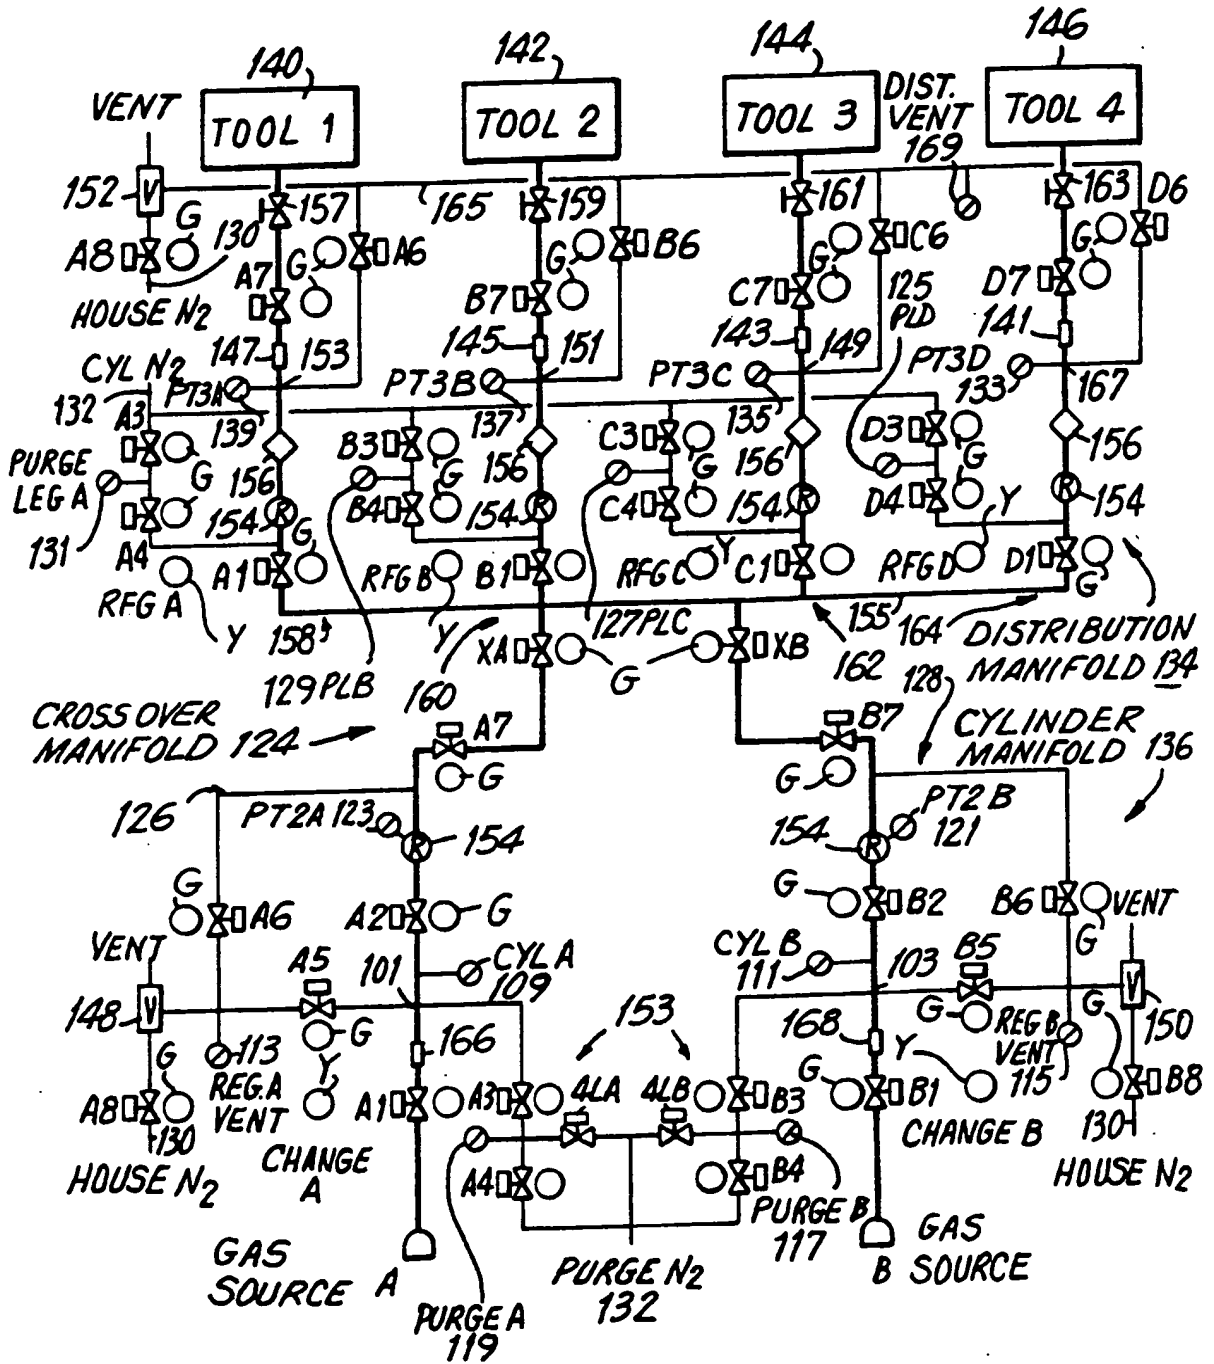 140 142 144 146
VENT
TOOL 1 TOOL 2 TOOL 3 TOOL 4
DIST. VENT 169
152 V G 130 157 165 159 161 163 D6
A8 A7 G A6 G B6 G C6 G
HOUSE N2
B7 C7 125 PLD D7
147 153 145 151 143 149 141
CYL N2
132 PT3A PT3B PT3C PT3D 133 167
A3 139 137 135
B3 C3 D3
PURGE LEG A
G 156 G 156 G 156 G 156
154 R B4 154 R C4 154 R D4 R 154
131 A4 G Y
RFG A A1 RFG B B1 RFG C Y C1 RFG D D1 G
Y 158 Y 127 PLC 155 164
DISTRIBUTION MANIFOLD 134
129 PLB 160 XA G XB 162 128
CROSSOVER MANIFOLD 124
A7 B7
CYLINDER MANIFOLD 136
G G
126 PT2A 123 R 154 154 R PT2B 121
G A6 A2 G G B2 B6 G VENT
VENT A5 101 CYL A 109 CYL B 111 103 B5
148 V G 166 153 168 G G V 150
113 REG. A VENT Y
4LA 4LB
Y REG B VENT 115
A8 G A1 A3 B3 G B1 B8
130 130
HOUSE N2
CHANGE A
CHANGE B
HOUSE N2
A4 B4
PURGE B 117
GAS SOURCE A
PURGE N2 132
B GAS SOURCE
PURGE A 119